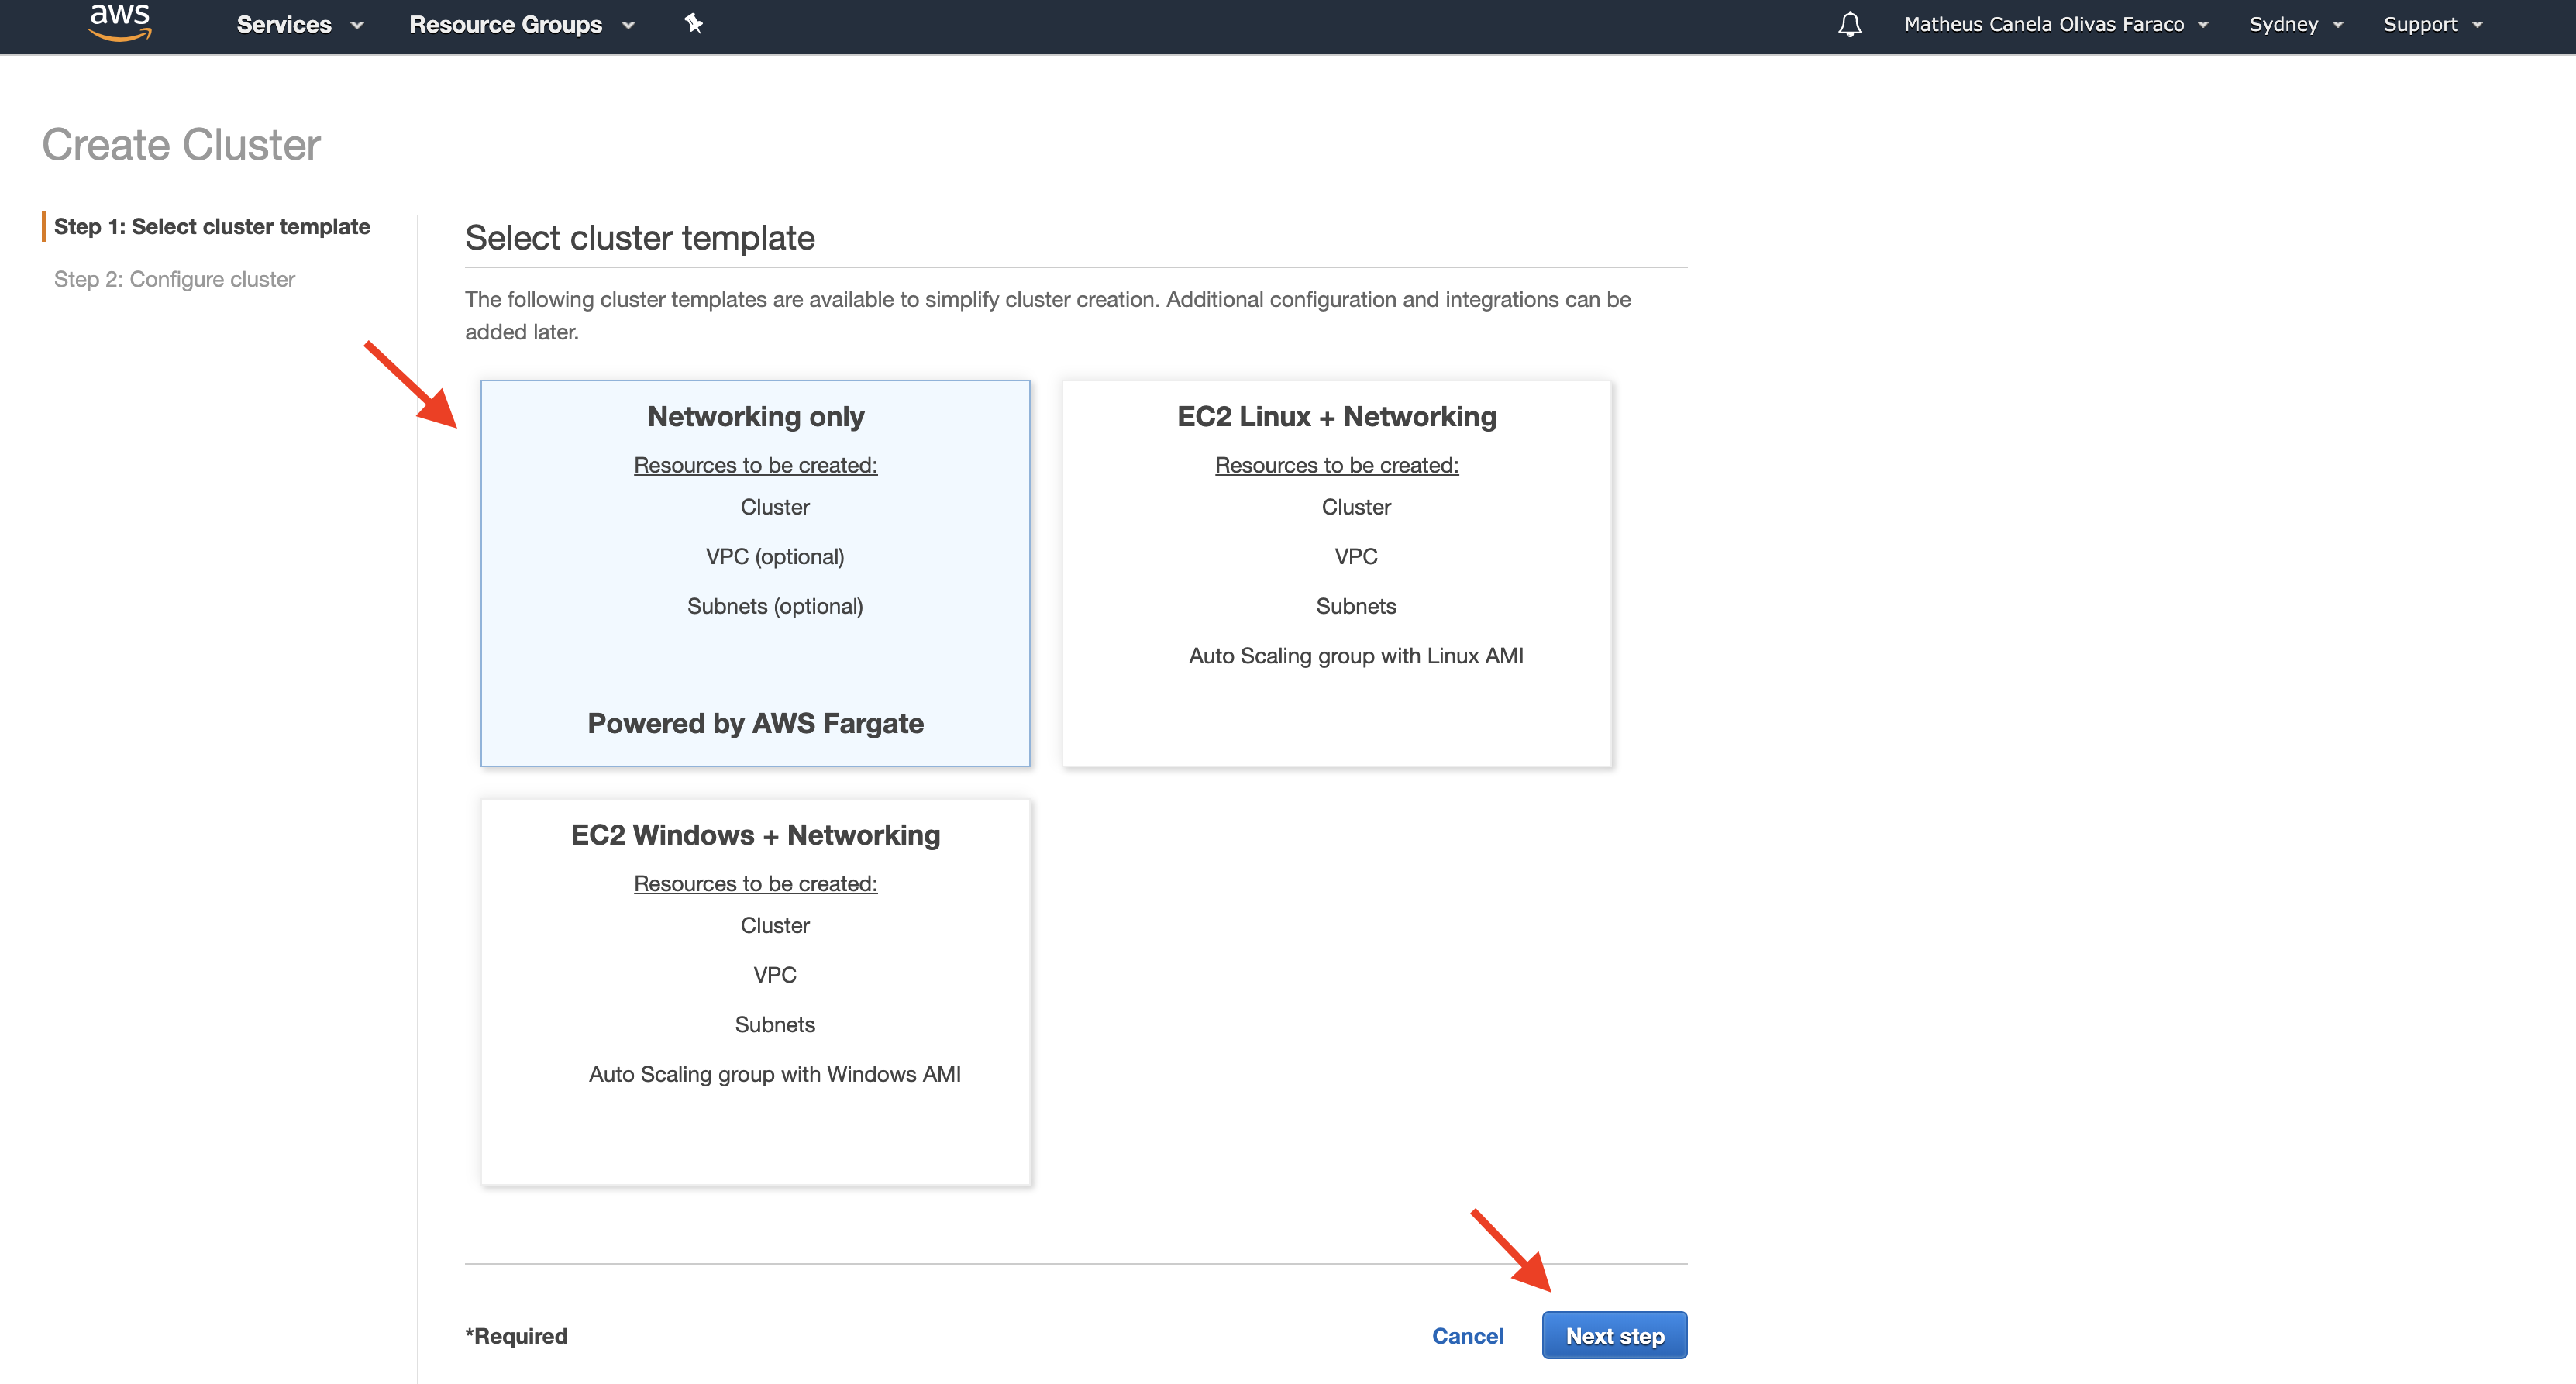 aws
Services
Resource Groups
Matheus Canela Olivas Faraco
Sydney
Support
Create Cluster
Step 1: Select cluster template
Step 2: Configure cluster
Select cluster template
The following cluster templates are available to simplify cluster creation. Additional configuration and integrations can be
added later.
Networking only
Resources to be created:
Cluster
VPC (optional)
Subnets (optional)
Powered by AWS Fargate
EC2 Linux + Networking
Resources to be created:
Cluster
VPC
Subnets
Auto Scaling group with Linux AMI
EC2 Windows + Networking
Resources to be created:
Cluster
VPC
Subnets
Auto Scaling group with Windows AMI
*Required
Cancel
Next step